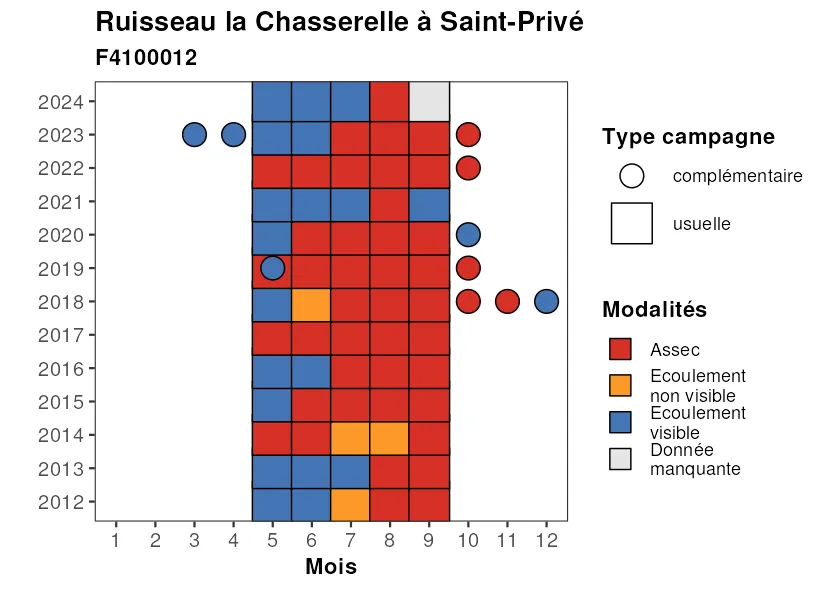 Ruisseau la Chasserelle à Saint-Privé
F4100012
2024
2023
2022
2021
2020
2019
2018
2017
2016
2015
2014
2013
2012
1 2 3 4 5 6 7 8 9 10 11 12
Mois
Type campagne
complémentaire
usuelle
Modalités
Assec
Ecoulement
non visible
Ecoulement
visible
Donnée
manquante